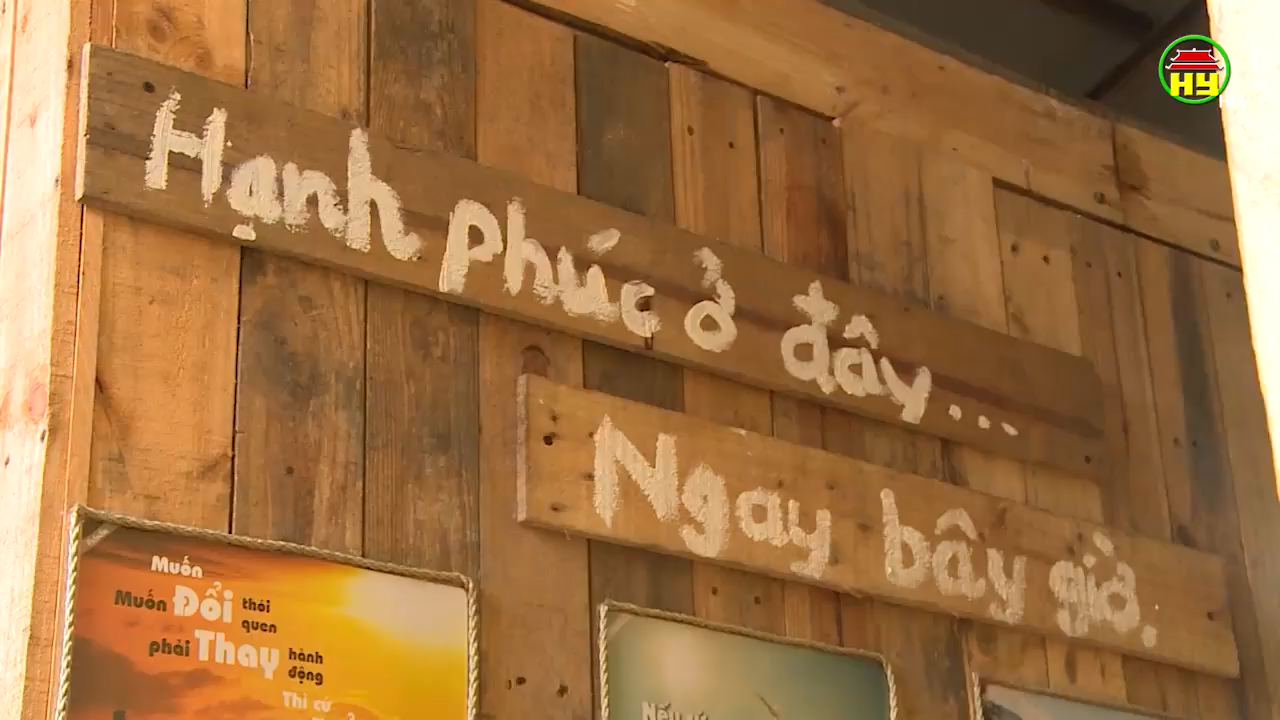 HY
Hạnh phúc ở đây...
Ngay bây giờ.
Muốn
Muốn Đổi thói quen
phải Thay hành động
Thì cứ